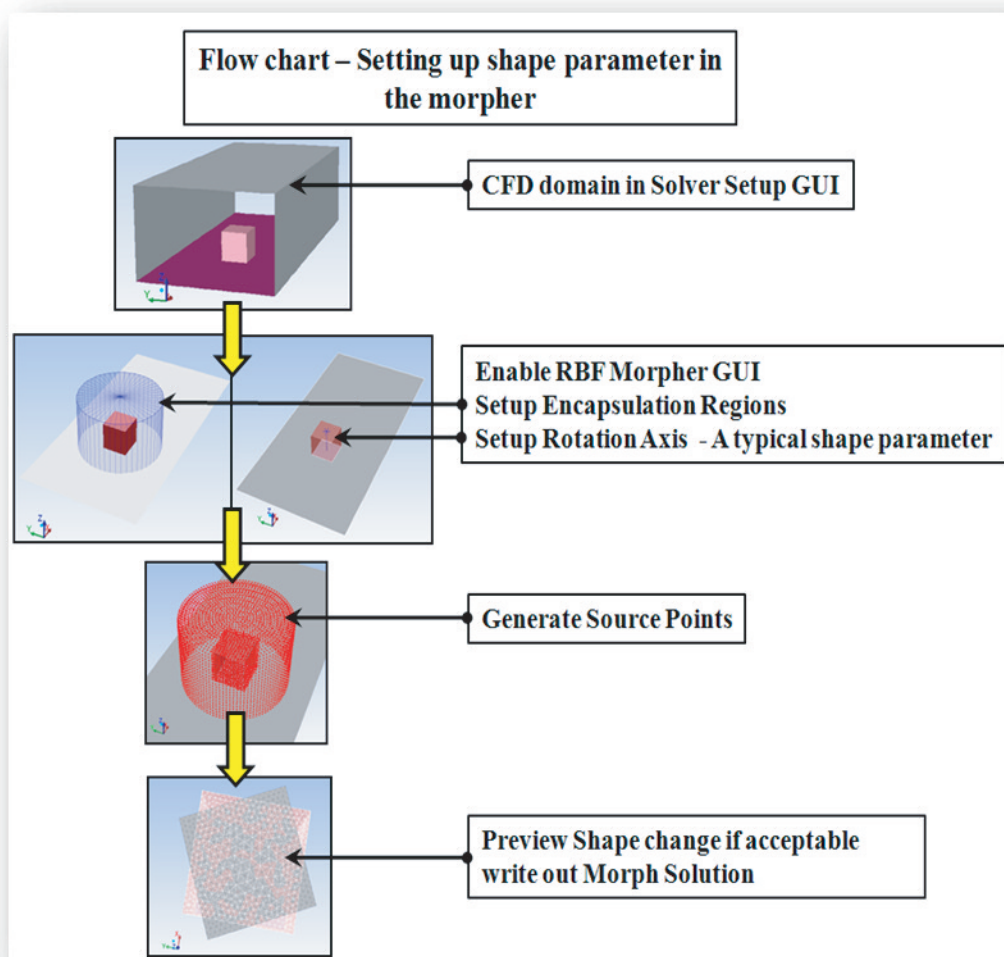 Flow chart – Setting up shape parameter in
the morpher
CFD domain in Solver Setup GUI
Enable RBF Morpher GUI
Setup Encapsulation Regions
Setup Rotation Axis - A typical shape parameter
Generate Source Points
Preview Shape change if acceptable
write out Morph Solution